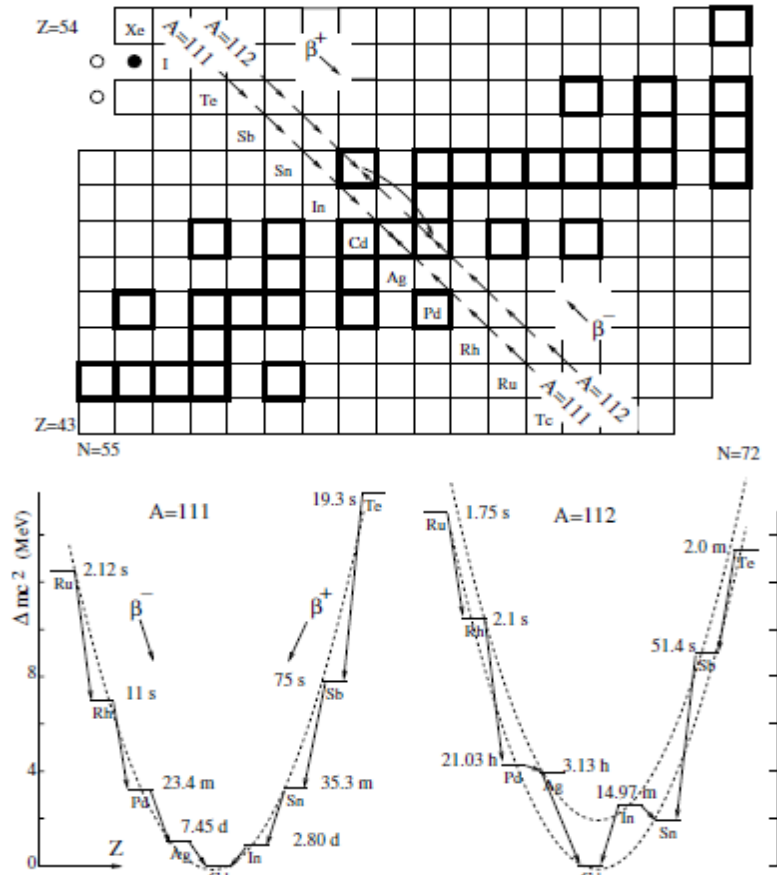 Z=54
Xe
A=111
A=112
β+
I
Te
Sb
Sn
In
Cd
Ag
Pd
β−
Rh
Ru
A=111
A=112
Z=43
Tc
N=55
N=72
Δ mc 2 (MeV)
A=111
19.3 s
Te
Ru
1.75 s
A=112
2.0 m
Te
Ru
2.12 s
β−
β+
Rh
2.1 s
51.4 s
Sb
8
Rh
11 s
75 s
Sb
4
Pd
23.4 m
Sn
35.3 m
21.03 h
Pd
Ag
3.13 h
14.97 m
In
Sn
7.45 d
Ag
In
2.80 d
0
Z